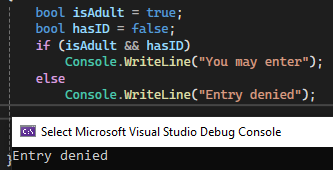 bool isAdult = true;
bool hasID = false;
if (isAdult && hasID)
Console.WriteLine("You may enter");
else
Console.WriteLine("Entry denied");
C:\ Select Microsoft Visual Studio Debug Console
}
Entry denied